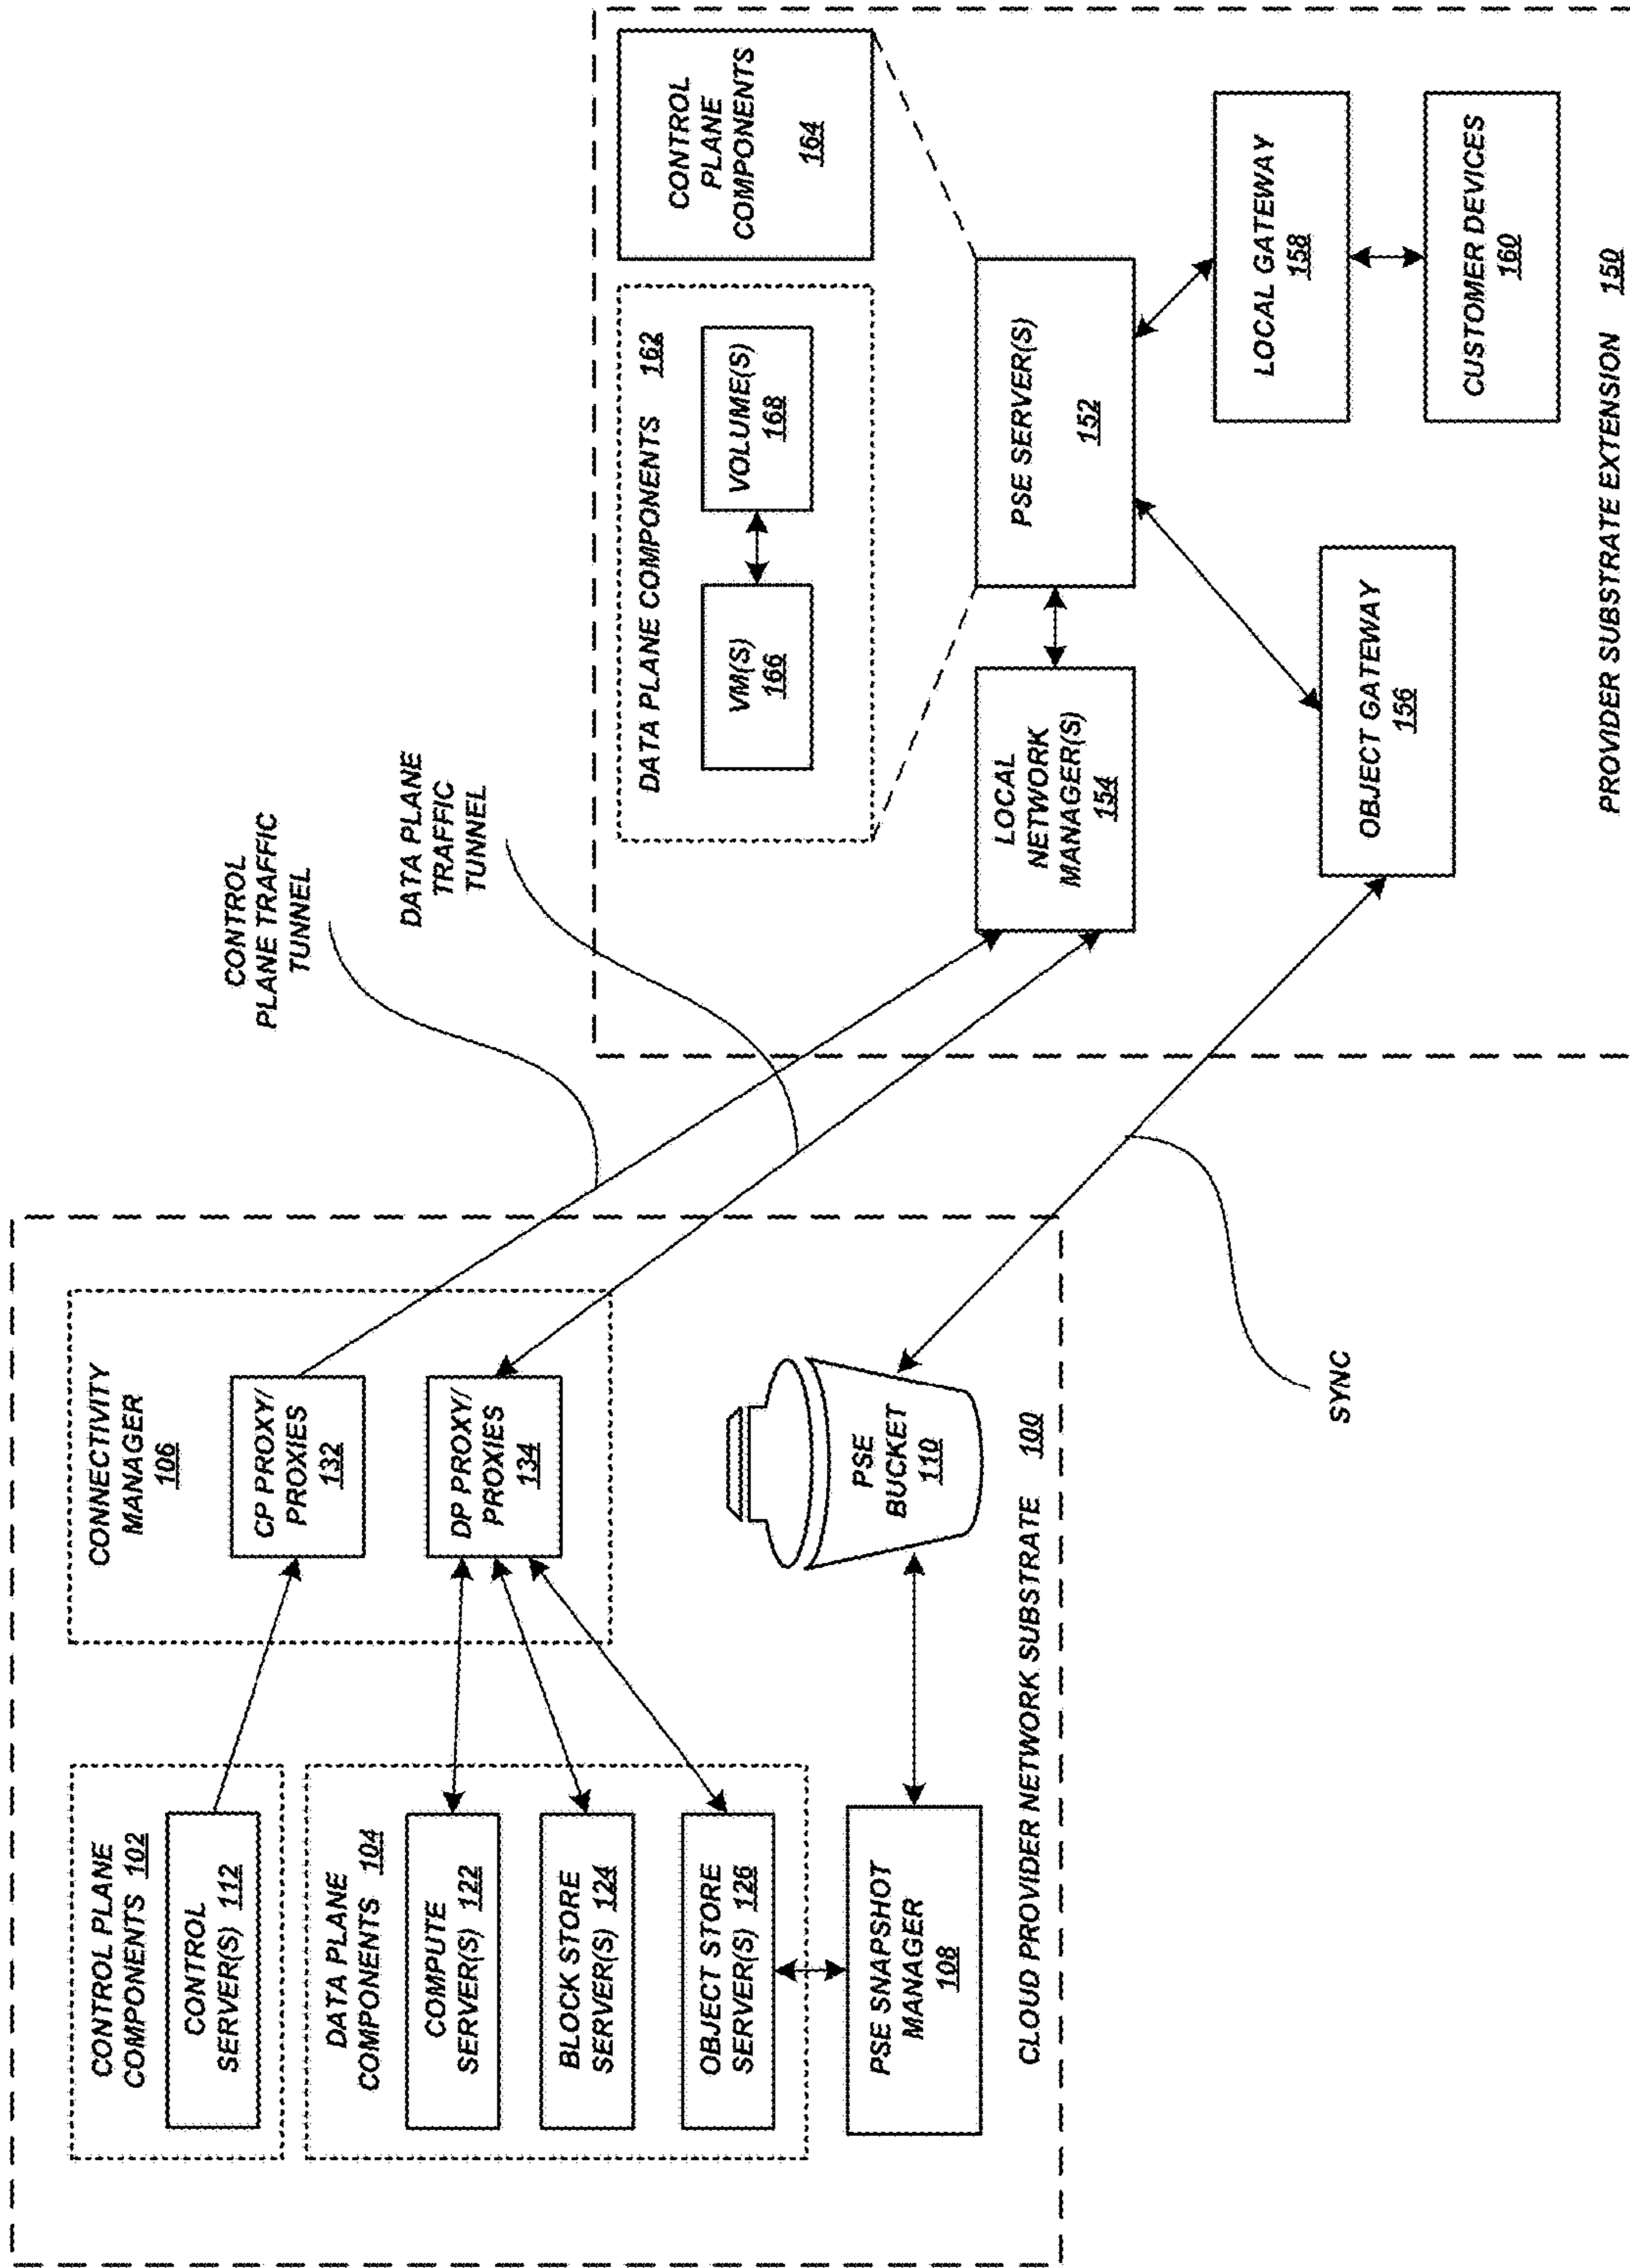 CONTROL PLANE
COMPONENTS 102
CONTROL
SERVER(S) 112
DATA PLANE
COMPONENTS 104
COMPUTE
SERVER(S) 122
BLOCK STORE
SERVER(S) 124
OBJECT STORE
SERVER(S) 126
PSE SNAPSHOT
MANAGER
108
CONNECTIVITY
MANAGER
106
CP PROXY/
PROXIES
132
DP PROXY/
PROXIES
134
PSE
BUCKET
110
CLOUD PROVIDER NETWORK SUBSTRATE 100
CONTROL
PLANE TRAFFIC
TUNNEL
DATA PLANE
TRAFFIC
TUNNEL
SYNC
DATA PLANE COMPONENTS 162
VM(S)
166
VOLUME(S)
168
CONTROL
PLANE
COMPONENTS
164
LOCAL
NETWORK
MANAGER(S)
154
PSE SERVER(S)
152
OBJECT GATEWAY
156
LOCAL GATEWAY
158
CUSTOMER DEVICES
160
PROVIDER SUBSTRATE EXTENSION 150